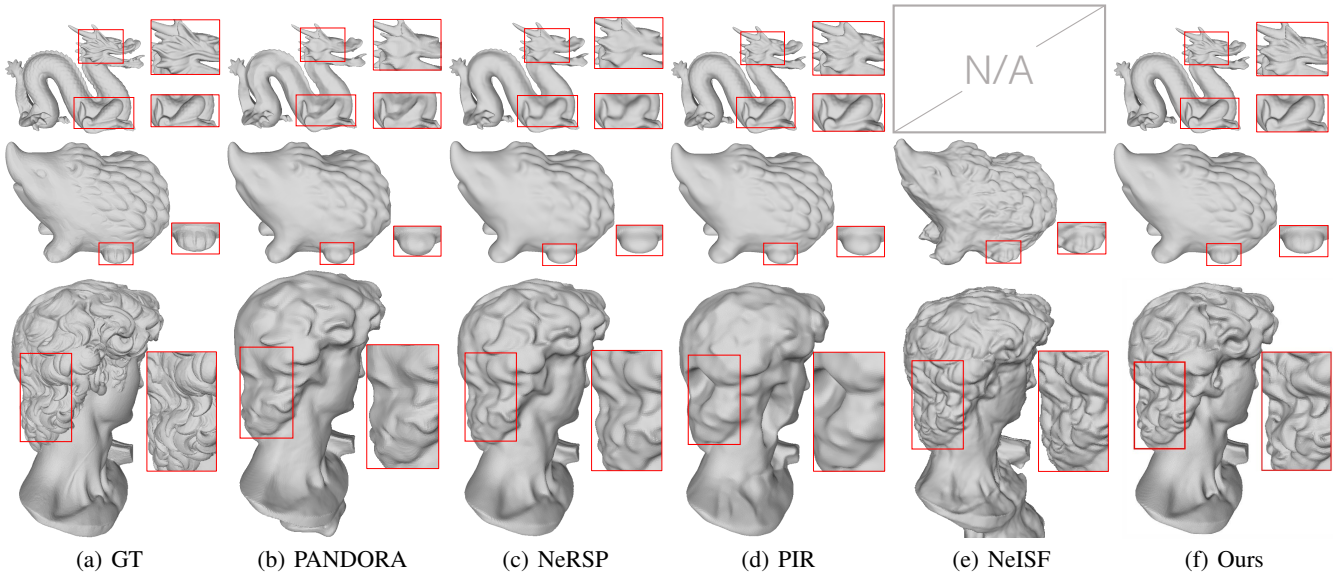 N/A
(a) GT
(b) PANDORA
(c) NeRSP
(d) PIR
(e) NeISF
(f) Ours